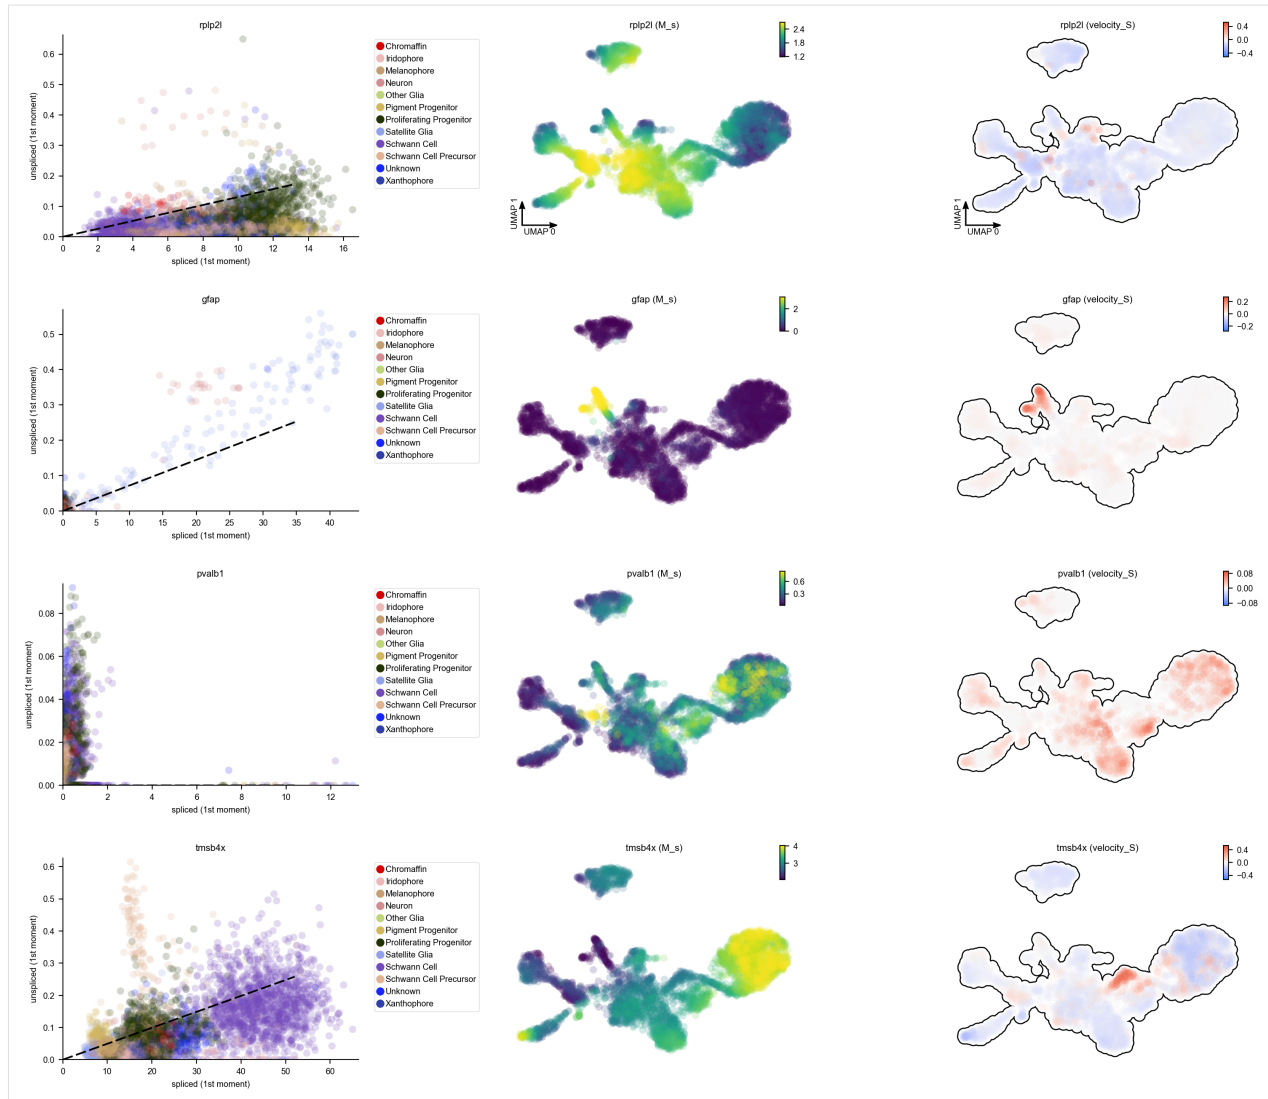 rplp2l
unspliced (1st moment)
0.6
0.5
0.4
0.3
0.2
0.1
0.0
0 2 4 6 8 10 12 14 16
spliced (1st moment)
Chromaffin
Iridophore
Melanophore
Neuron
Other Glia
Pigment Progenitor
Proliferating Progenitor
Satellite Glia
Schwann Cell
Schwann Cell Precursor
Unknown
Xanthophore
rplp2l (M_s)
2.4
1.8
1.2
UMAP 1
UMAP 0
rplp2l (velocity_S)
0.4
0.0
−0.4
UMAP 1
UMAP 0
gfap
unspliced (1st moment)
0.5
0.4
0.3
0.2
0.1
0.0
0 5 10 15 20 25 30 35 40
spliced (1st moment)
Chromaffin
Iridophore
Melanophore
Neuron
Other Glia
Pigment Progenitor
Proliferating Progenitor
Satellite Glia
Schwann Cell
Schwann Cell Precursor
Unknown
Xanthophore
gfap (M_s)
2
0
gfap (velocity_S)
0.2
0.0
−0.2
pvalb1
unspliced (1st moment)
0.08
0.06
0.04
0.02
0.00
0 2 4 6 8 10 12
spliced (1st moment)
Chromaffin
Iridophore
Melanophore
Neuron
Other Glia
Pigment Progenitor
Proliferating Progenitor
Satellite Glia
Schwann Cell
Schwann Cell Precursor
Unknown
Xanthophore
pvalb1 (M_s)
0.6
0.3
pvalb1 (velocity_S)
0.08
0.00
−0.08
tmsb4x
unspliced (1st moment)
0.6
0.5
0.4
0.3
0.2
0.1
0.0
0 10 20 30 40 50 60
spliced (1st moment)
Chromaffin
Iridophore
Melanophore
Neuron
Other Glia
Pigment Progenitor
Proliferating Progenitor
Satellite Glia
Schwann Cell
Schwann Cell Precursor
Unknown
Xanthophore
tmsb4x (M_s)
4
3
tmsb4x (velocity_S)
0.4
0.0
−0.4